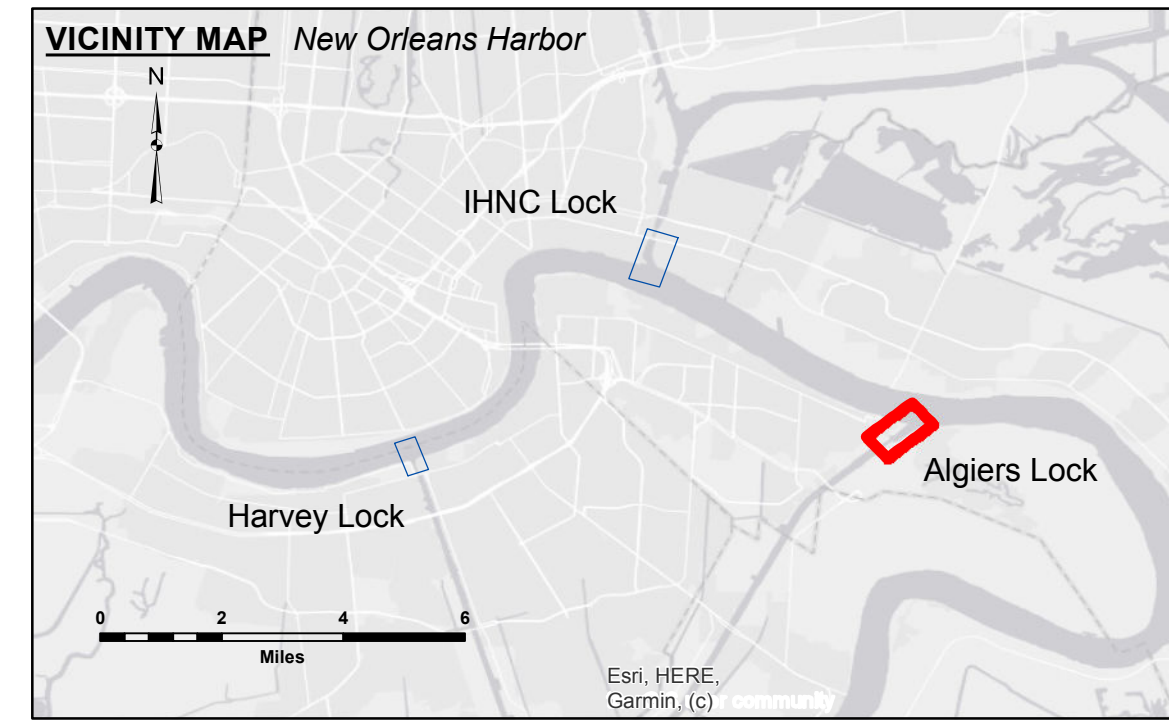 VICINITY MAP New Orleans Harbor
N
IHNC Lock
Algiers Lock
Harvey Lock
0 2 4 6
Miles
Esri, HERE,
Garmin, (c) community